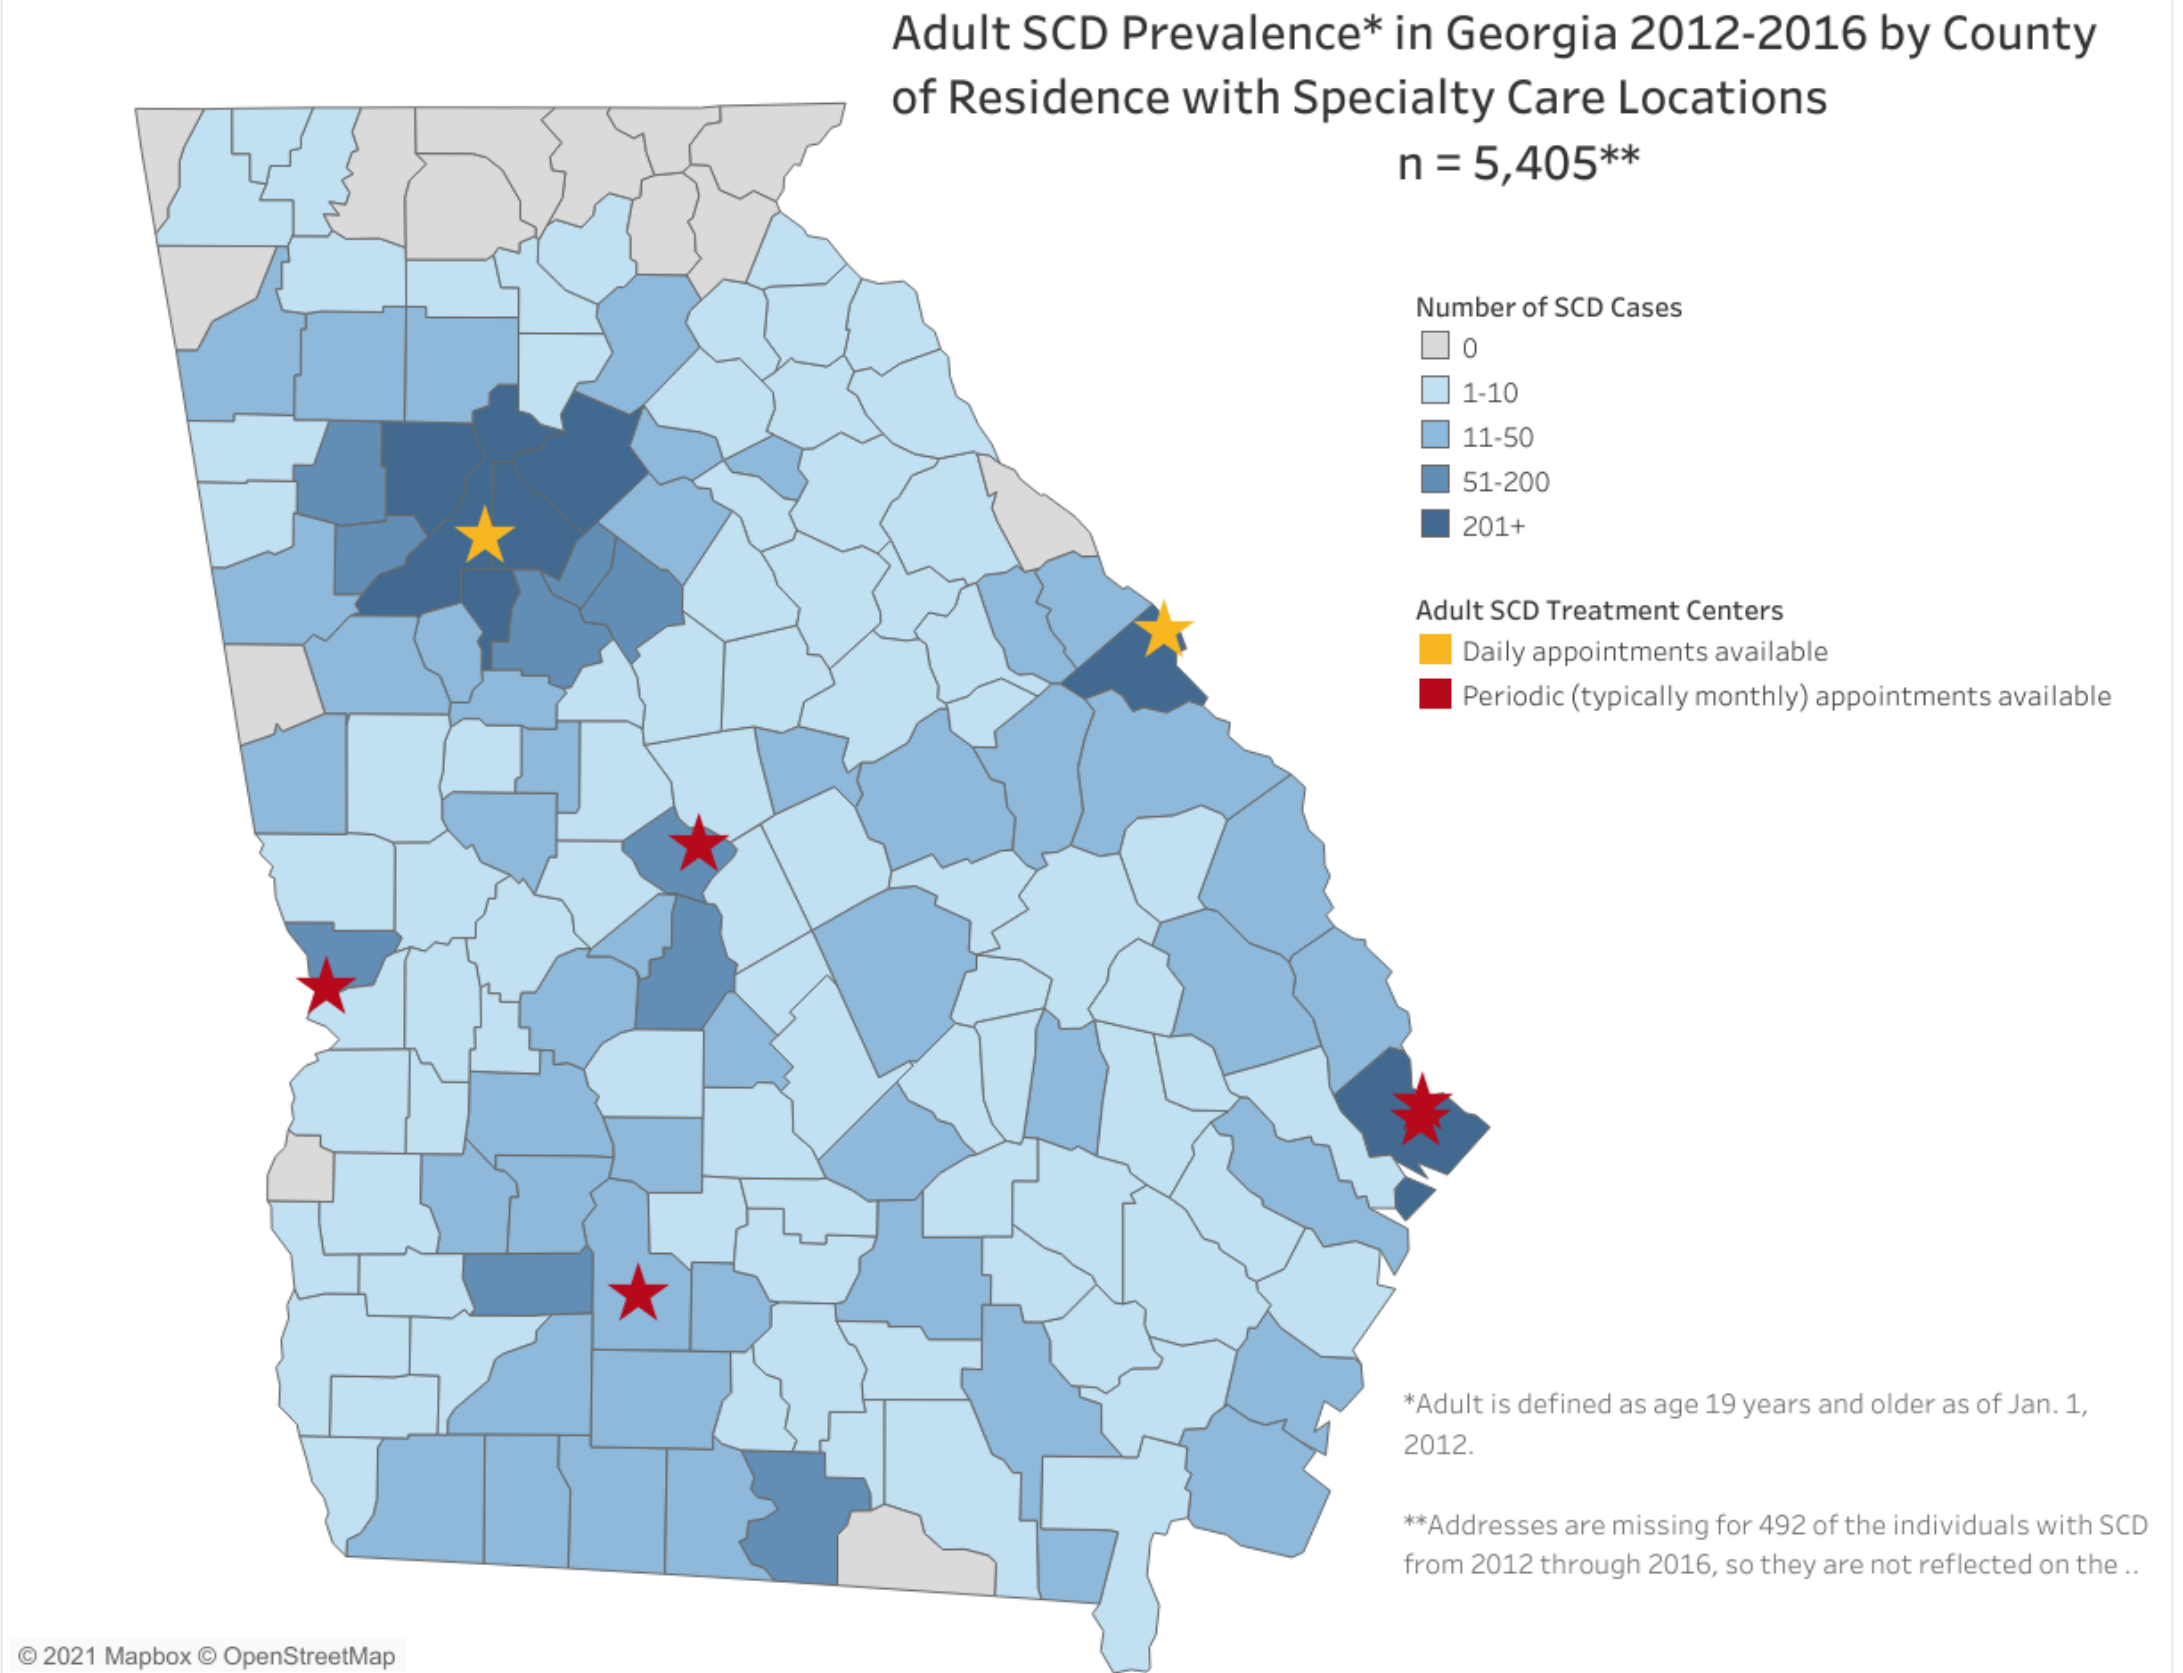 Adult SCD Prevalence* in Georgia 2012-2016 by County
of Residence with Specialty Care Locations
n = 5,405**
Number of SCD Cases
0
1-10
11-50
51-200
201+
Adult SCD Treatment Centers
Daily appointments available
Periodic (typically monthly) appointments available
*Adult is defined as age 19 years and older as of Jan. 1,
2012.
**Addresses are missing for 492 of the individuals with SCD
from 2012 through 2016, so they are not reflected on the ..
© 2021 Mapbox © OpenStreetMap